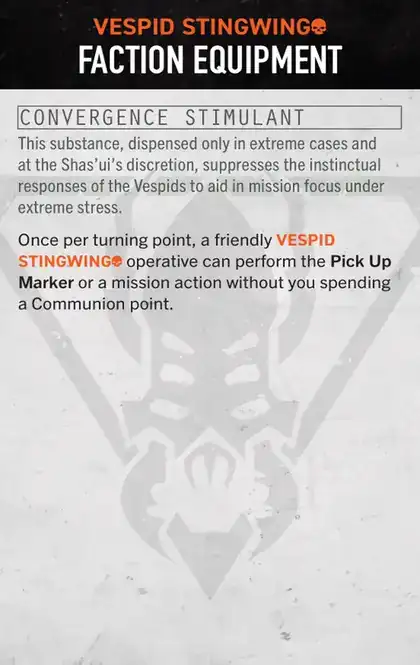 VESPID STINGWING
FACTION EQUIPMENT
CONVERGENCE STIMULANT
This substance, dispensed only in extreme cases and
at the Shas'ui's discretion, suppresses the instinctual
responses of the Vespids to aid in mission focus under
extreme stress.
Once per turning point, a friendly VESPID
STINGWING operative can perform the Pick Up
Marker or a mission action without you spending
a Communion point.